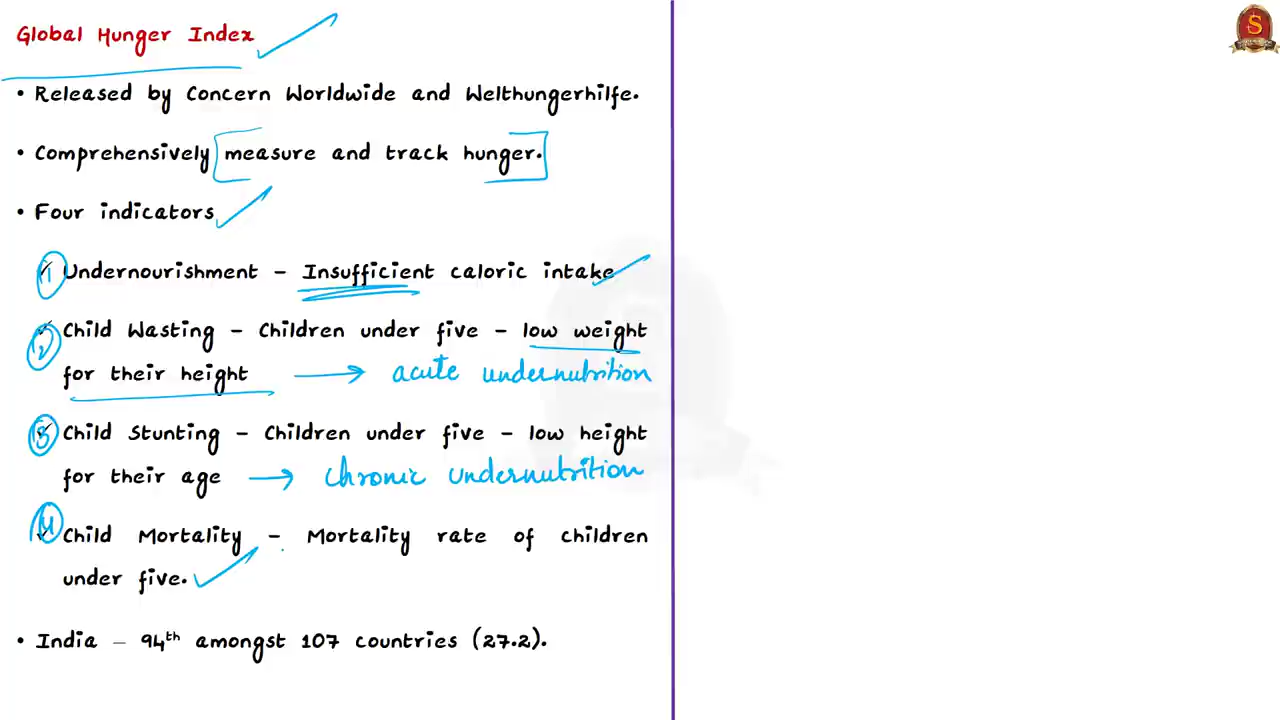 Global Hunger Index
• Released by Concern Worldwide and Welthungerhilfe.
• Comprehensively measure and track hunger.
• Four indicators
1 Undernourishment – Insufficient caloric intake
2 Child Wasting – Children under five – low weight
for their height → acute undernutrition
3 Child Stunting – Children under five – low height
for their age → chronic undernutrition
4 Child Mortality – Mortality rate of children
under five.
• India – 94th amongst 107 countries (27.2).
S